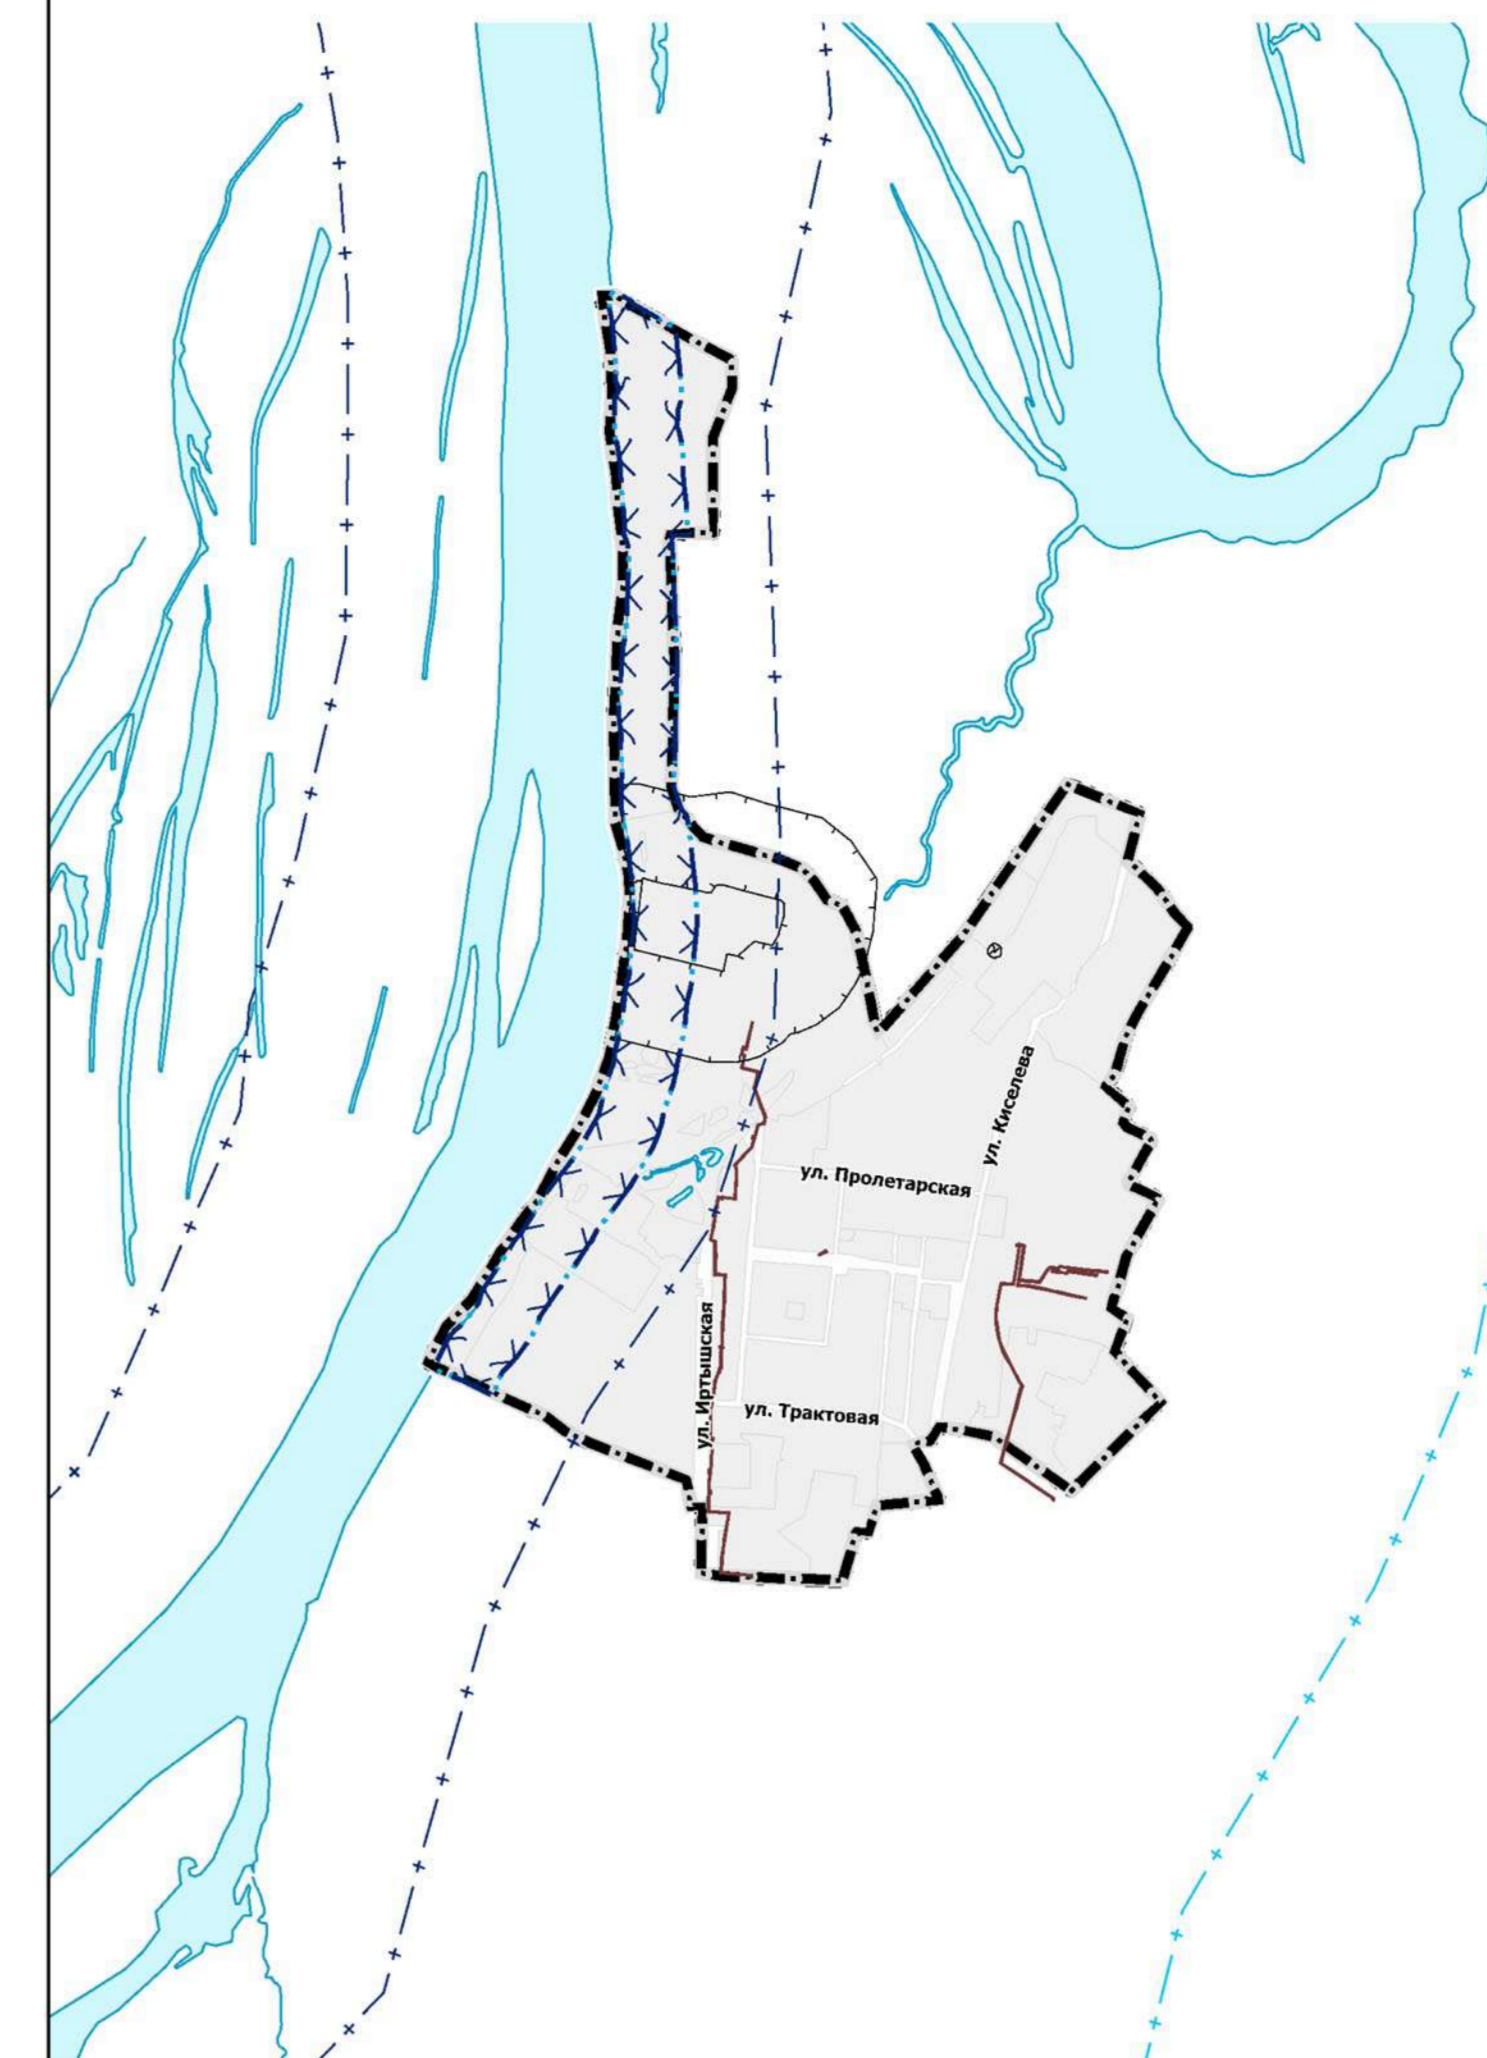 ул. Киселева
ул. Пролетарская
ул. Иртышская
ул. Трактовая